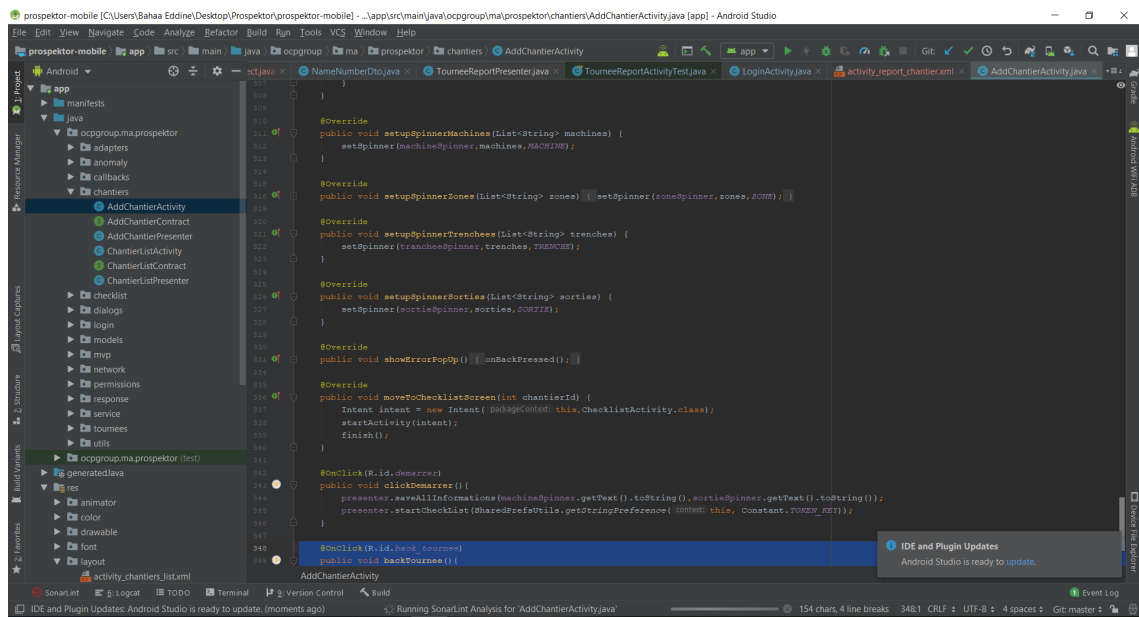 prospektor-mobile [C:\Users\Bahaa Eddine\Desktop\Prospektor\prospektor-mobile] - ...\app\src\main\java\ocpgroup\ma\prospektor\chantiers\AddChantierActivity.java [app] - Android Studio
File Edit View Navigate Code Analyze Refactor Build Run Tools VCS Window Help
prospektor-mobile app src main java ocpgroup ma prospektor chantiers AddChantierActivity app Git:
Android ect.java NameNumberDto.java TourneeReportPresenter.java TourneeReportActivityTest.java LoginActivity.java activity_report_chantier.xml AddChantierActivity.java
1: Project
Resource Manager
Layout Captures
7: Structure
Build Variants
2: Favorites
app
manifests
java
ocpgroup.ma.prospektor
adapters
anomaly
callbacks
chantiers
AddChantierActivity
AddChantierContract
AddChantierPresenter
ChantierListActivity
ChantierListContract
ChantierListPresenter
checklist
dialogs
login
models
mvp
network
permissions
response
service
tournees
utils
ocpgroup.ma.prospektor (test)
generatedJava
res
animator
color
drawable
font
layout
activity_chantiers_list.xml
307 }
308 }
309
310 @Override
311 public void setupSpinnerMachines(List<String> machines) {
312 setSpinner(machineSpinner,machines,MACHINE);
313 }
314
315 @Override
316 public void setupSpinnerZones(List<String> zones) { setSpinner(zoneSpinner,zones,ZONE); }
319
320 @Override
321 public void setupSpinnerTrenchees(List<String> trenches) {
322 setSpinner(trancheeSpinner,trenches,TRENCHE);
323 }
324
325 @Override
326 public void setupSpinnerSorties(List<String> sorties) {
327 setSpinner(sortieSpinner,sorties,SORTIE);
328 }
329
330 @Override
331 public void showErrorPopUp() { onBackPressed(); }
334
335 @Override
336 public void moveToChecklistScreen(int chantierId) {
337 Intent intent = new Intent( packageContext: this,ChecklistActivity.class);
338 startActivity(intent);
339 finish();
340 }
341
342 @OnClick(R.id.demarrer)
343 public void clickDemarrer(){
344 presenter.saveAllInformations(machineSpinner.getText().toString(),sortieSpinner.getText().toString());
345 presenter.startCheckList(SharedPrefsUtils.getStringPreference( context: this, Constant.TOKEN_KEY));
346 }
347
348 @OnClick(R.id.back_tournee)
349 public void backTournee(){
AddChantierActivity
Gradle
Android WiFi ADB
Device File Explorer
IDE and Plugin Updates
Android Studio is ready to update.
SonarLint 6: Logcat TODO Terminal 9: Version Control Build 1 Event Log
IDE and Plugin Updates: Android Studio is ready to update. (moments ago) Running SonarLint Analysis for 'AddChantierActivity.java' 154 chars, 4 line breaks 348:1 CRLF UTF-8 4 spaces Git: master